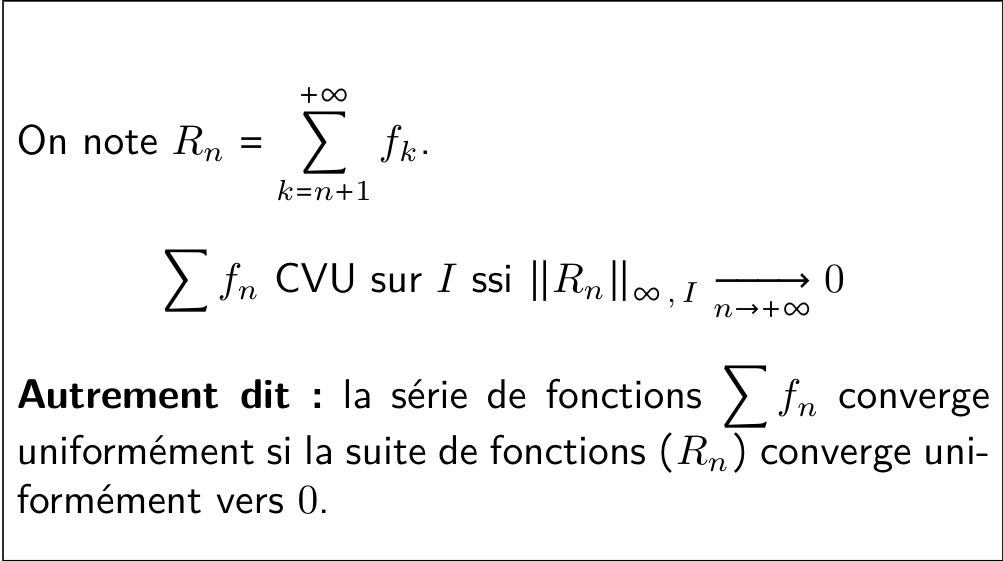 On note $R_n = \sum_{k=n+1}^{+\infty} f_k$.
$\sum f_n$ CVU sur $I$ ssi $\|R_n\|_{\infty\,,\,I} \xrightarrow[n\to+\infty]{} 0$
Autrement dit : la série de fonctions $\sum f_n$ converge
uniformément si la suite de fonctions ($R_n$) converge uni-
formément vers $0$.